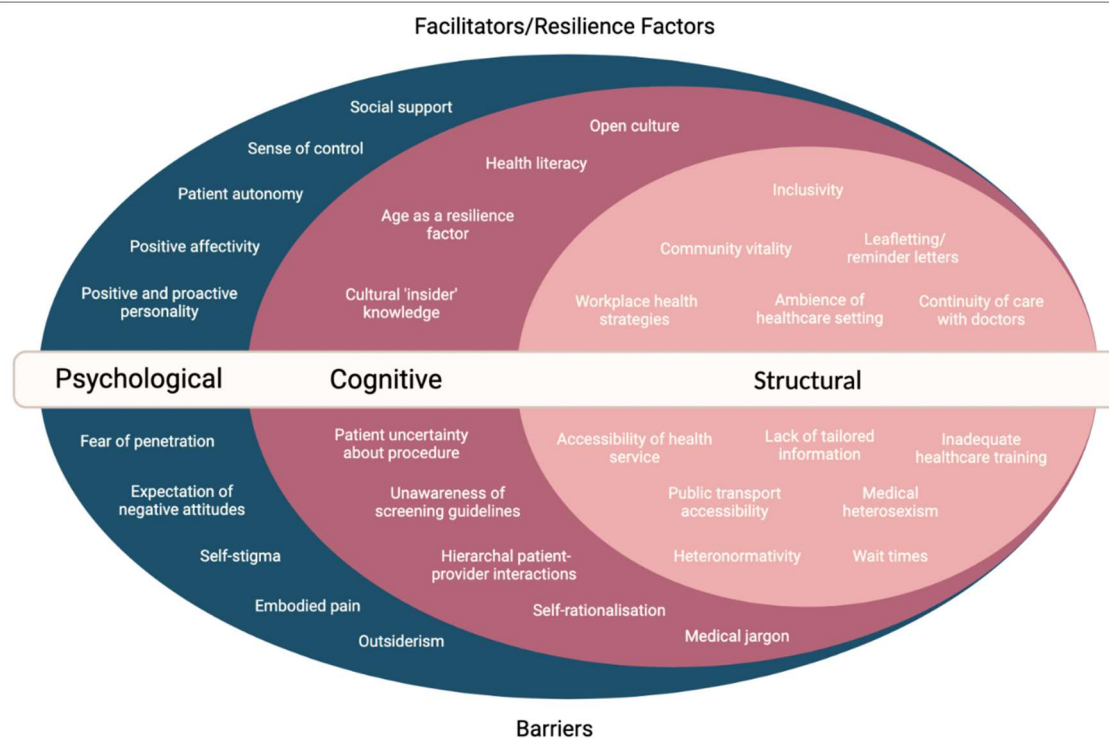 Facilitators/Resilience Factors
Social support
Open culture
Sense of control
Health literacy
Patient autonomy
Inclusivity
Age as a resilience
factor
Positive affectivity
Community vitality
Leafletting/
reminder letters
Positive and proactive
personality
Cultural 'insider'
knowledge
Workplace health
strategies
Ambience of
healthcare setting
Continuity of care
with doctors
Psychological
Cognitive
Structural
Fear of penetration
Patient uncertainty
about procedure
Accessibility of health
service
Lack of tailored
information
Inadequate
healthcare training
Expectation of
negative attitudes
Unawareness of
screening guidelines
Public transport
accessibility
Medical
heterosexism
Self-stigma
Hierarchal patient-
provider interactions
Heteronormativity
Wait times
Embodied pain
Self-rationalisation
Outsiderism
Medical jargon
Barriers